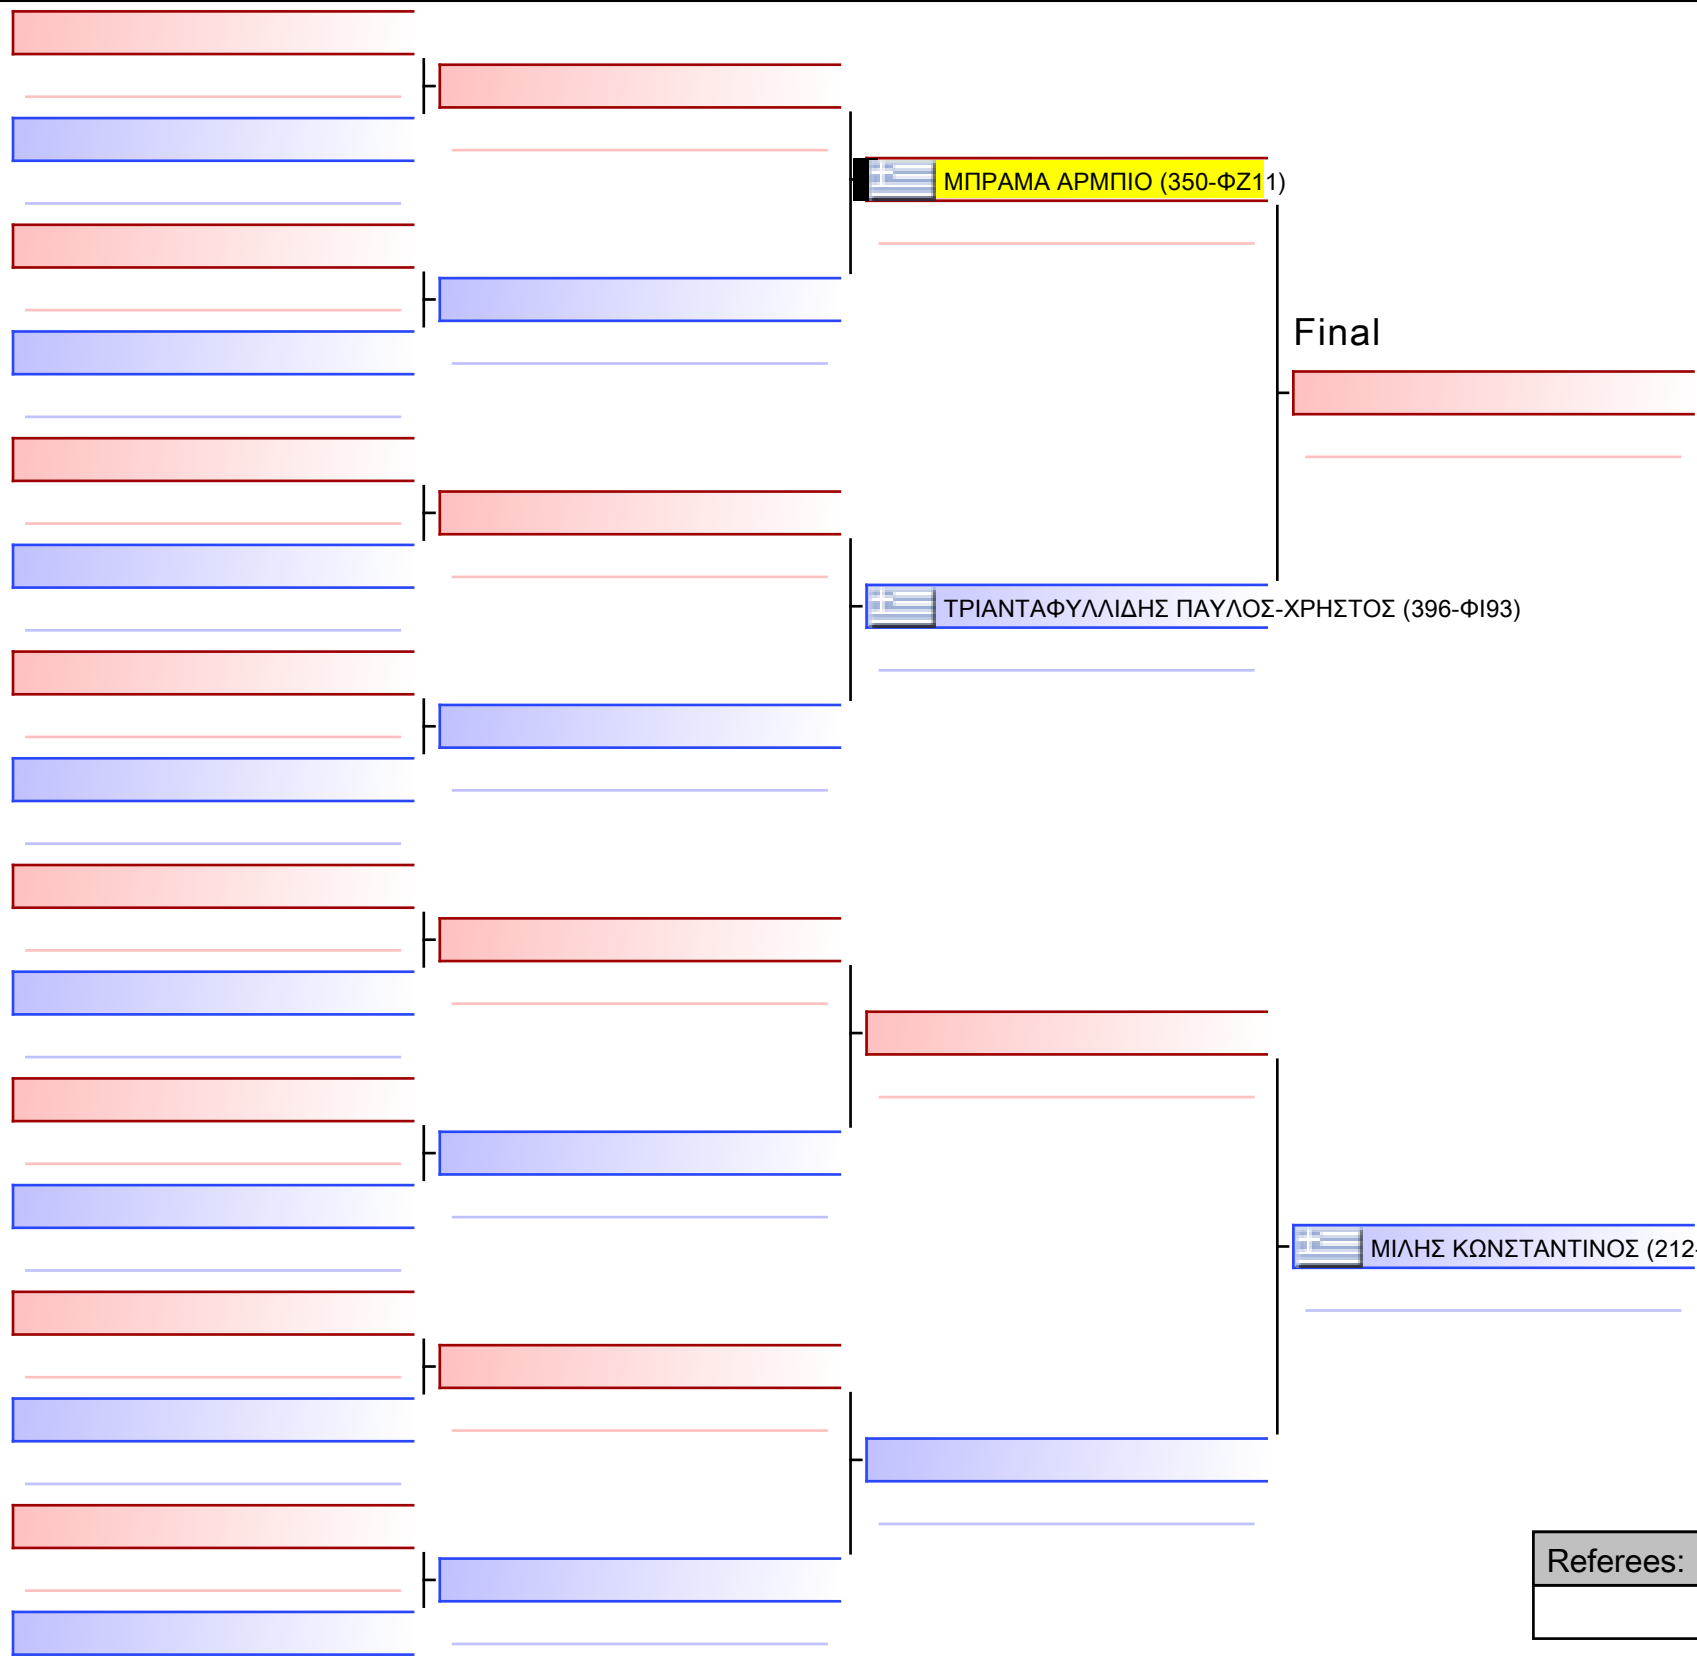 ΜΠΡΑΜΑ ΑΡΜΠΙΟ (350-ΦΖ11)
Final
ΤΡΙΑΝΤΑΦΥΛΛΙΔΗΣ ΠΑΥΛΟΣ-ΧΡΗΣΤΟΣ (396-ΦΙ93)
ΜΙΛΗΣ ΚΩΝΣΤΑΝΤΙΝΟΣ (212-
Referees: